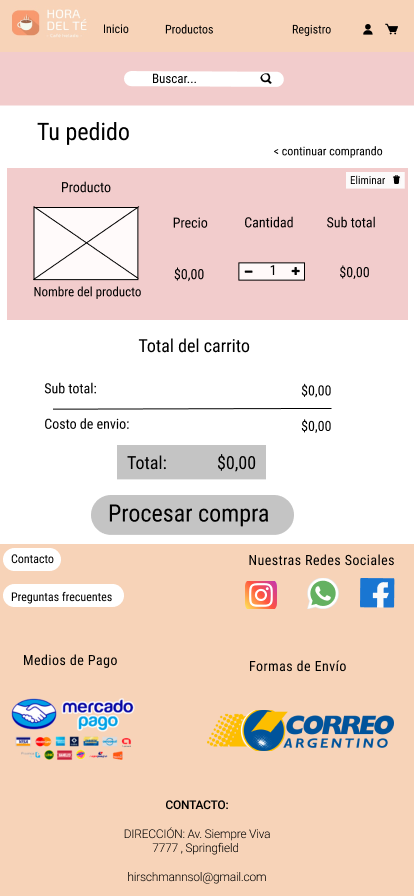 HORA
DEL TÉ
Inicio
Productos
Registro
Buscar...
Tu pedido
< continuar comprando
Eliminar
Producto
Precio
Cantidad
Sub total
$0,00
1
$0,00
Nombre del producto
Total del carrito
Sub total:
$0,00
Costo de envio:
$0,00
Total:
$0,00
Procesar compra
Contacto
Nuestras Redes Sociales
Preguntas frecuentes
Medios de Pago
Formas de Envío
mercado
pago
VISA
CORREO
ARGENTINO
CONTACTO:
DIRECCIÓN: Av. Siempre Viva
7777 , Springfield
hirschmannsol@gmail.com